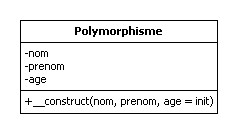 Polymorphisme
-nom
-prenom
-age
+__construct(nom, prenom, age = init)